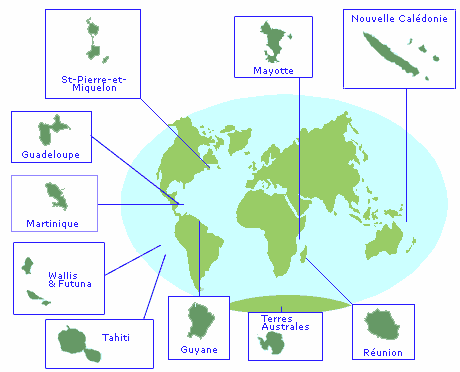 Nouvelle Calédonie
Mayotte
St-Pierre-et-
Miquelon
Guadeloupe
Martinique
Wallis
& Futuna
Tahiti
Guyane
Terres
Australes
Réunion